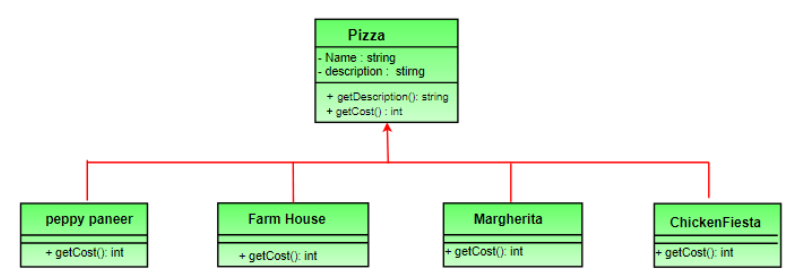 Pizza
- Name : string
- description : stirng
+ getDescription(): string
+ getCost() : int
peppy paneer
+ getCost(): int
Farm House
+ getCost(): int
Margherita
+ getCost(): int
ChickenFiesta
+ getCost(): int